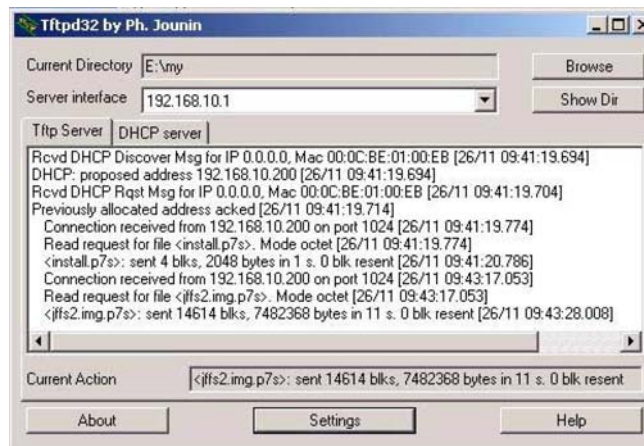 Tftpd32 by Ph. Jounin
Current Directory E:\my
Browse
Server interface 192.168.10.1
Show Dir
Tftp Server DHCP server
Rcvd DHCP Discover Msg for IP 0.0.0.0, Mac 00:0C:BE:01:00:EB [26/11 09:41:19.694]
DHCP: proposed address 192.168.10.200 [26/11 09:41:19.694]
Rcvd DHCP Rqst Msg for IP 0.0.0.0, Mac 00:0C:BE:01:00:EB [26/11 09:41:19.704]
Previously allocated address acked [26/11 09:41:19.714]
Connection received from 192.168.10.200 on port 1024 [26/11 09:41:19.774]
Read request for file <install.p7s>. Mode octet [26/11 09:41:19.774]
<install.p7s>: sent 4 blks, 2048 bytes in 1 s. 0 blk resent [26/11 09:41:20.786]
Connection received from 192.168.10.200 on port 1024 [26/11 09:43:17.053]
Read request for file <jffs2.img.p7s>. Mode octet [26/11 09:43:17.053]
<jffs2.img.p7s>: sent 14614 blks, 7482368 bytes in 11 s. 0 blk resent [26/11 09:43:28.008]
Current Action <jffs2.img.p7s>: sent 14614 blks, 7482368 bytes in 11 s. 0 blk resent
About Settings Help